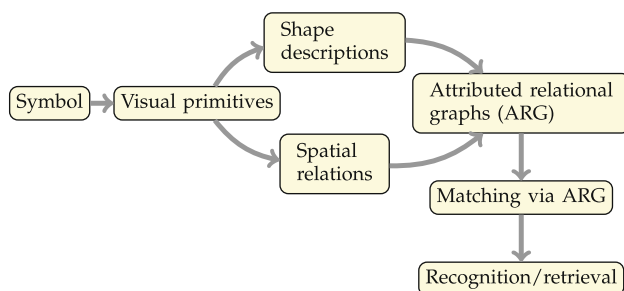 Shape
descriptions
Symbol
Visual primitives
Attributed relational
graphs (ARG)
Spatial
relations
Matching via ARG
Recognition/retrieval